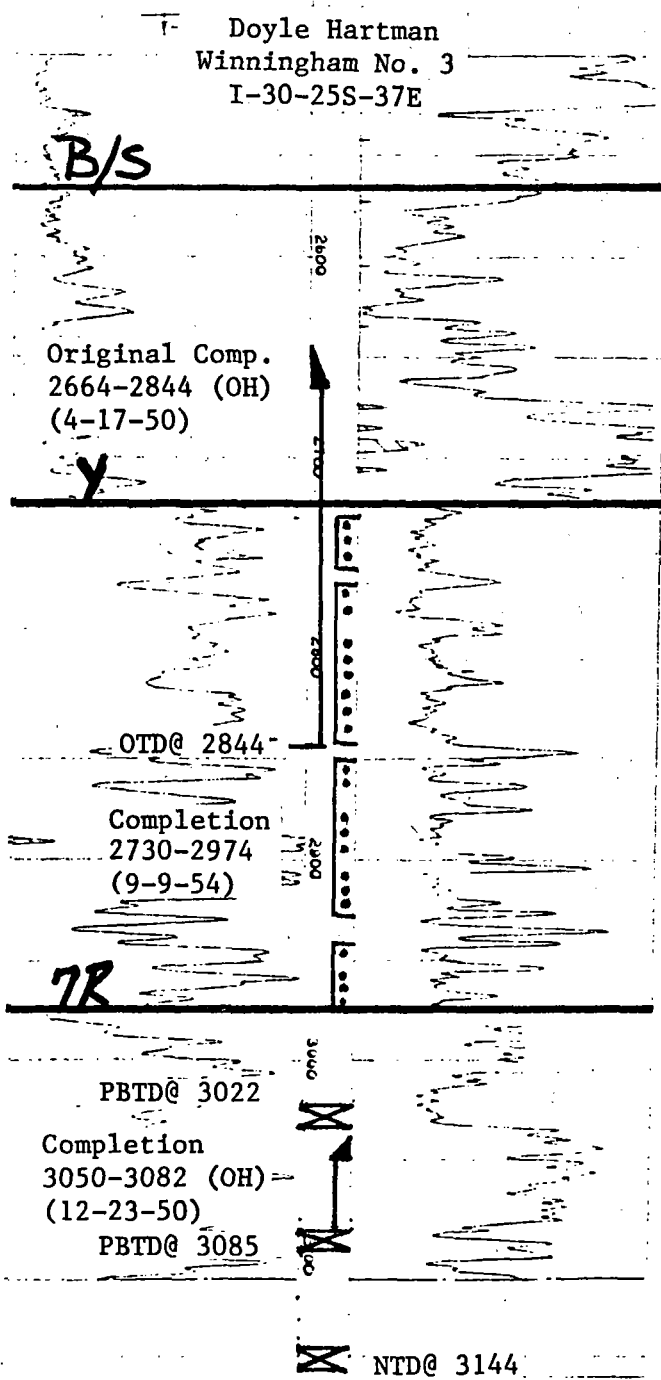 Doyle Hartman
Winningham No. 3
I-30-25S-37E
B/S
2600
Original Comp.
2664-2844 (OH)
(4-17-50)
2700
Y
2800
OTD@ 2844
Completion
2730-2974
(9-9-54)
2900
7R
3000
PBTD@ 3022
Completion
3050-3082 (OH)
(12-23-50)
PBTD@ 3085
NTD@ 3144